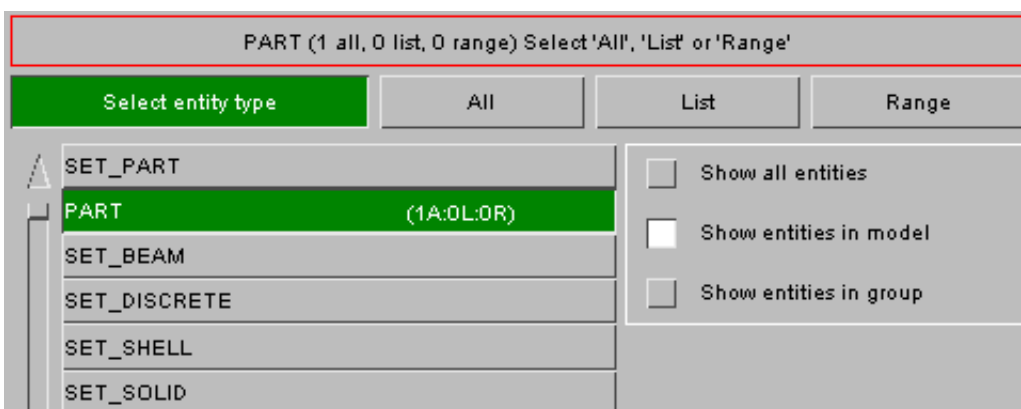 PART (1 all, 0 list, 0 range) Select 'All', 'List' or 'Range'
Select entity type All List Range
SET_PART
PART (1A:0L:0R)
SET_BEAM
SET_DISCRETE
SET_SHELL
SET_SOLID
Show all entities
Show entities in model
Show entities in group